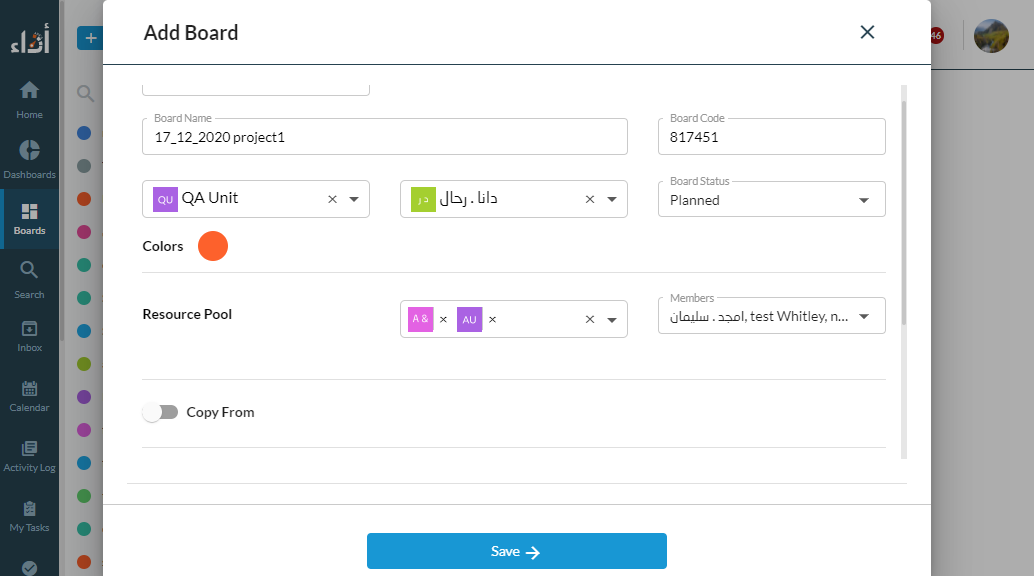 أداء
Add Board
46
Home
Dashboards
Boards
Search
Inbox
Calendar
Activity Log
My Tasks
Board Name
17_12_2020 project1
Board Code
817451
QU QA Unit
د ر دانا . رحال
Board Status
Planned
Colors
Resource Pool
A &
AU
Members
امجد . سليمان, test Whitley, n...
Copy From
Save